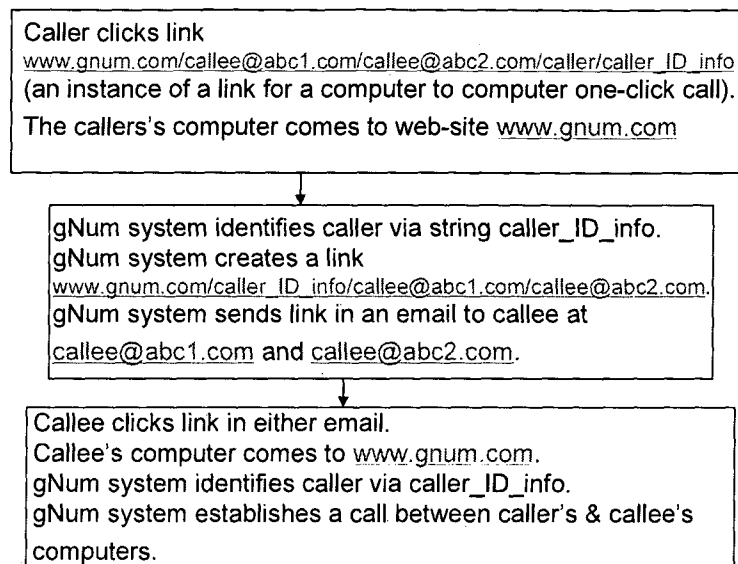 Caller clicks link
www.gnum.com/callee@abc1.com/callee@abc2.com/caller/caller_ID_info
(an instance of a link for a computer to computer one-click call).
The callers's computer comes to web-site www.gnum.com
gNum system identifies caller via string caller_ID_info.
gNum system creates a link
www.gnum.com/caller_ID_info/callee@abc1.com/callee@abc2.com.
gNum system sends link in an email to callee at
callee@abc1.com and callee@abc2.com.
Callee clicks link in either email.
Callee's computer comes to www.gnum.com.
gNum system identifies caller via caller_ID_info.
gNum system establishes a call between caller's & callee's
computers.